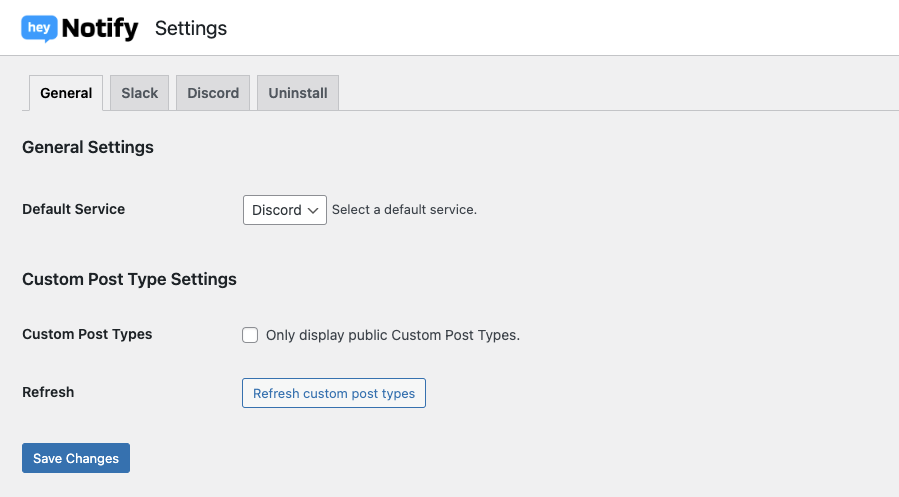 hey Notify Settings
General Slack Discord Uninstall
General Settings
Default Service Discord Select a default service.
Custom Post Type Settings
Custom Post Types Only display public Custom Post Types.
Refresh Refresh custom post types
Save Changes